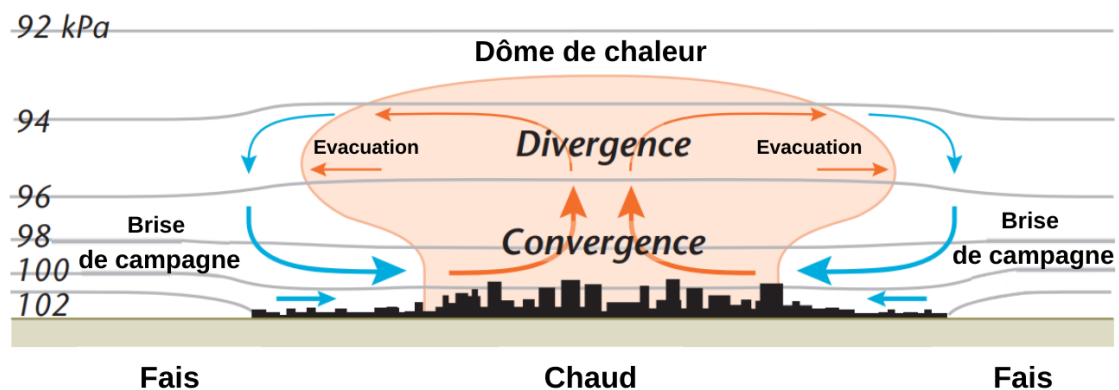 92 kPa
Dôme de chaleur
94
Divergence
Evacuation
Evacuation
96
Brise
de campagne
98
Convergence
Brise
de campagne
100
102
Fais
Chaud
Fais